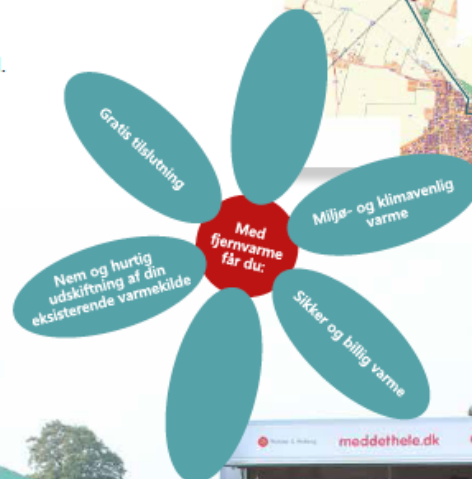 Gratis tilslutning
Miljø- og klimavenlig
varme
Med
fjernvarme
får du:
Nem og hurtig
udskiftning af din
eksisterende varmekilde
Sikker og billig varme
meddethele.dk